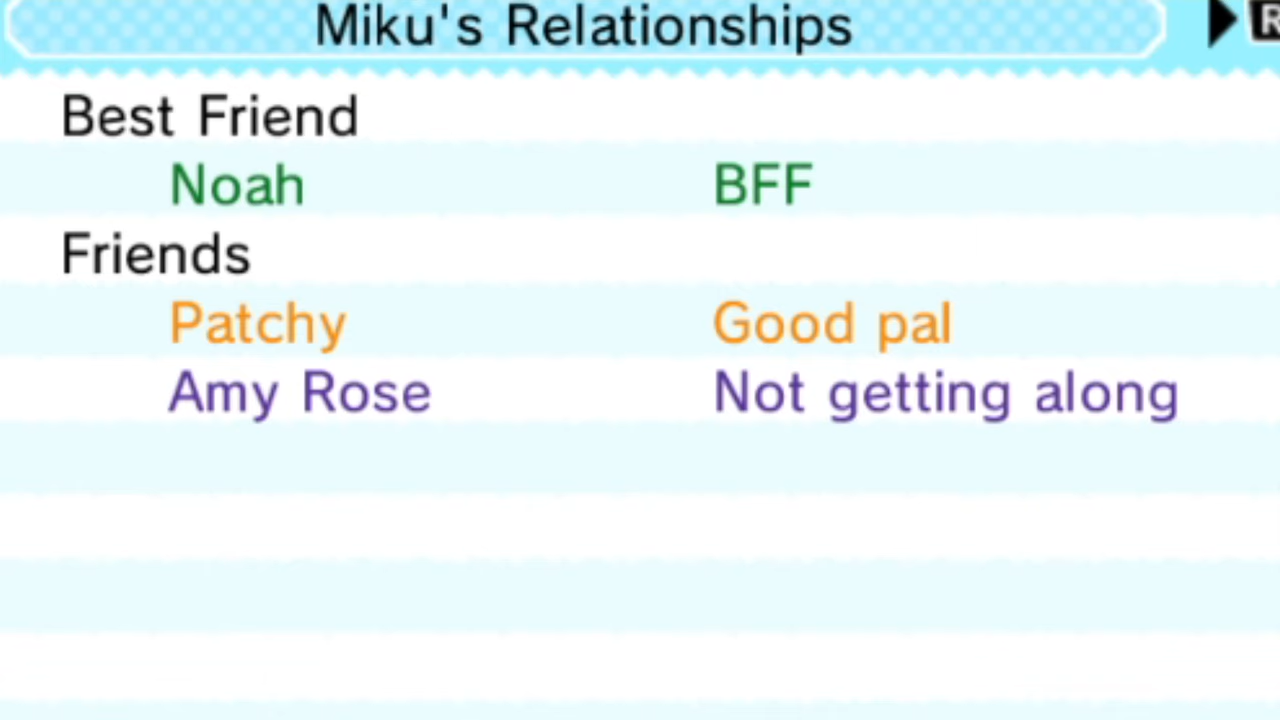 Miku's Relationships
R
Best Friend
Noah BFF
Friends
Patchy Good pal
Amy Rose Not getting along